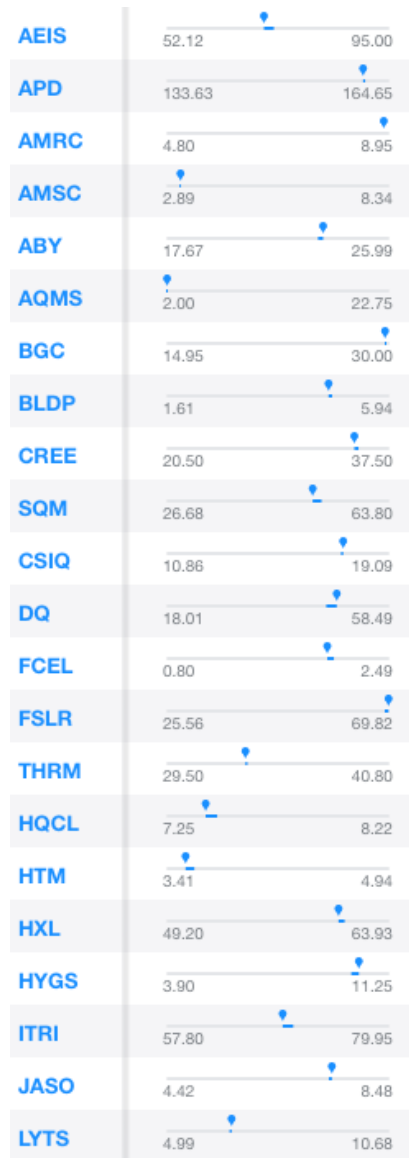 AEIS
52.12 95.00
APD
133.63 164.65
AMRC
4.80 8.95
AMSC
2.89 8.34
ABY
17.67 25.99
AQMS
2.00 22.75
BGC
14.95 30.00
BLDP
1.61 5.94
CREE
20.50 37.50
SQM
26.68 63.80
CSIQ
10.86 19.09
DQ
18.01 58.49
FCEL
0.80 2.49
FSLR
25.56 69.82
THRM
29.50 40.80
HQCL
7.25 8.22
HTM
3.41 4.94
HXL
49.20 63.93
HYGS
3.90 11.25
ITRI
57.80 79.95
JASO
4.42 8.48
LYTS
4.99 10.68